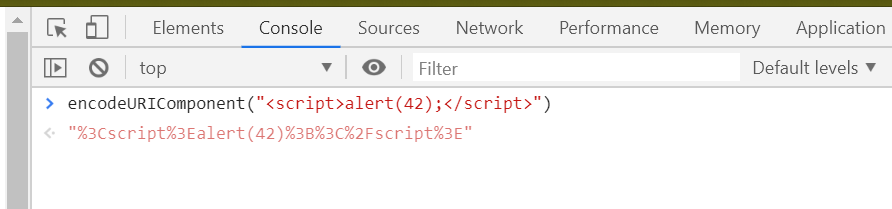 Elements Console Sources Network Performance Memory Application
top Filter Default levels
encodeURIComponent("<script>alert(42);</script>")
"%3Cscript%3Ealert(42)%3B%3C%2Fscript%3E"